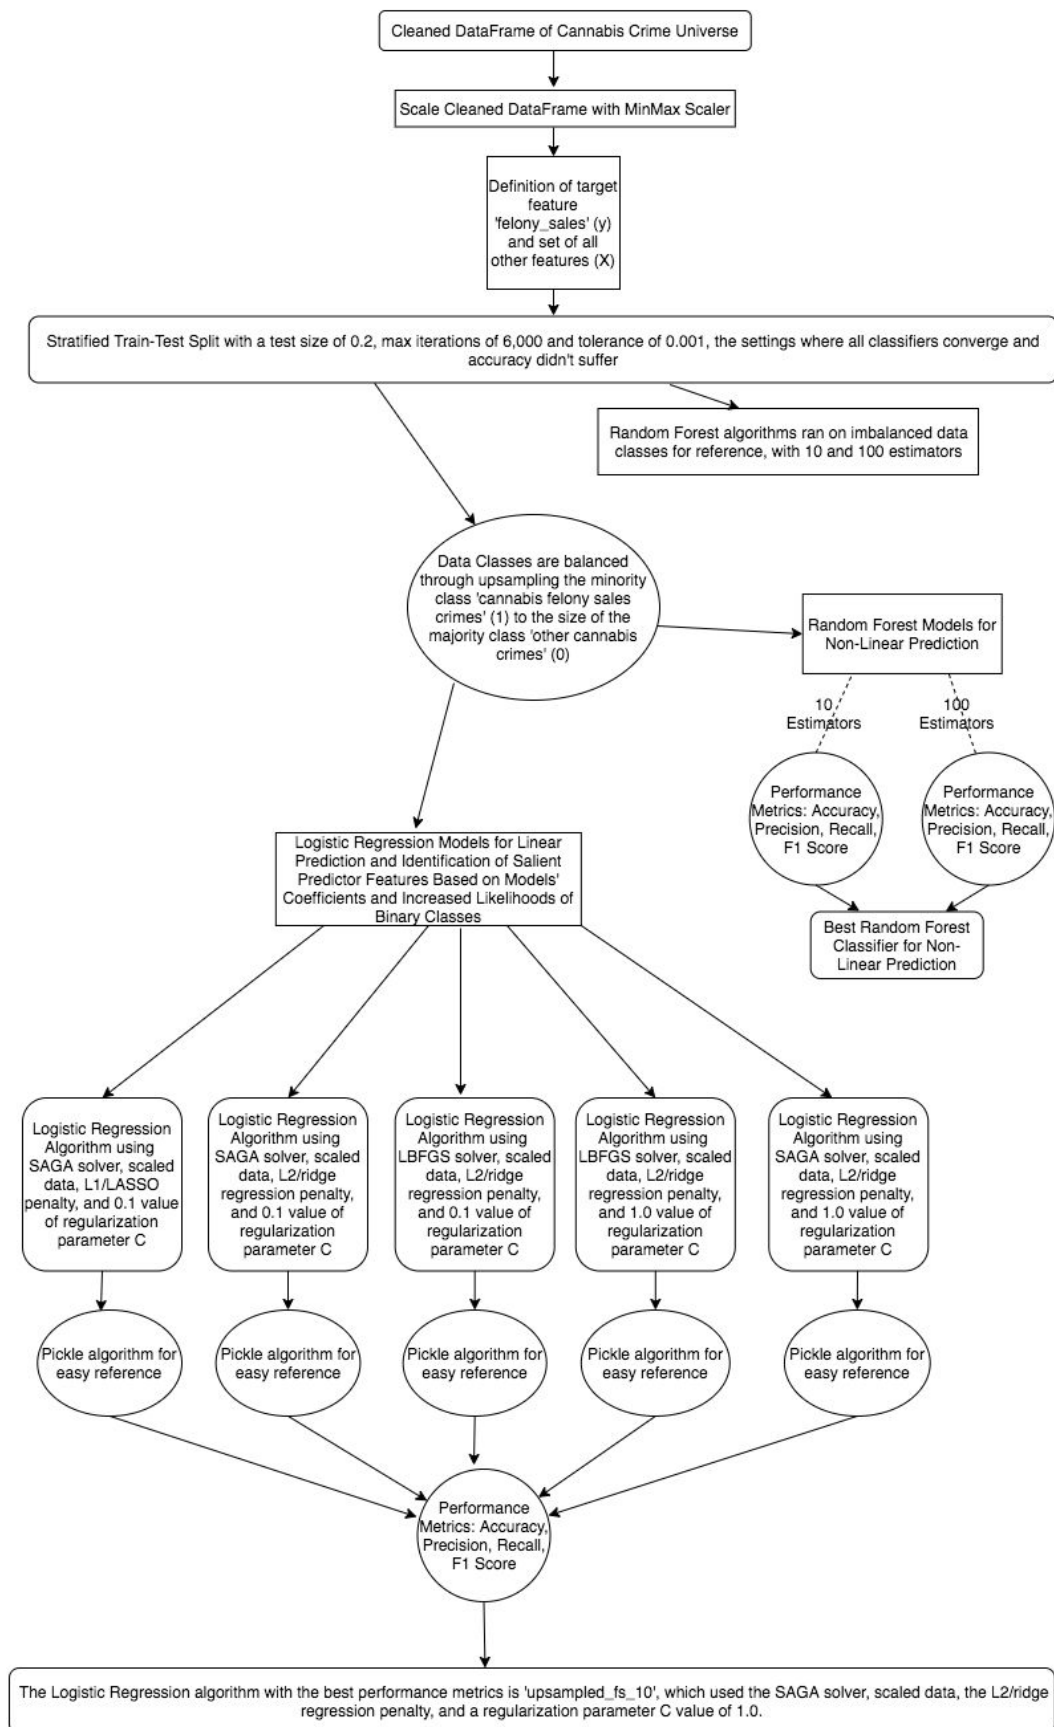 Cleaned DataFrame of Cannabis Crime Universe
Scale Cleaned DataFrame with MinMax Scaler
Definition of target
feature
'felony_sales' (y)
and set of all
other features (X)
Stratified Train-Test Split with a test size of 0.2, max iterations of 6,000 and tolerance of 0.001, the settings where all classifiers converge and
accuracy didn't suffer
Random Forest algorithms ran on imbalanced data
classes for reference, with 10 and 100 estimators
Data Classes are balanced
through upsampling the minority
class 'cannabis felony sales
crimes' (1) to the size of the
majority class 'other cannabis
crimes' (0)
Random Forest Models for
Non-Linear Prediction
10
Estimators
100
Estimators
Performance
Metrics: Accuracy,
Precision, Recall,
F1 Score
Performance
Metrics: Accuracy,
Precision, Recall,
F1 Score
Best Random Forest
Classifier for Non-
Linear Prediction
Logistic Regression Models for Linear
Prediction and Identification of Salient
Predictor Features Based on Models'
Coefficients and Increased Likelihoods of
Binary Classes
Logistic Regression
Algorithm using
SAGA solver, scaled
data, L1/LASSO
penalty, and 0.1 value
of regularization
parameter C
Logistic Regression
Algorithm using
SAGA solver, scaled
data, L2/ridge
regression penalty,
and 0.1 value of
regularization
parameter C
Logistic Regression
Algorithm using
LBFGS solver, scaled
data, L2/ridge
regression penalty,
and 0.1 value of
regularization
parameter C
Logistic Regression
Algorithm using
LBFGS solver, scaled
data, L2/ridge
regression penalty,
and 1.0 value of
regularization
parameter C
Logistic Regression
Algorithm using
SAGA solver, scaled
data, L2/ridge
regression penalty,
and 1.0 value of
regularization
parameter C
Pickle algorithm for
easy reference
Pickle algorithm for
easy reference
Pickle algorithm for
easy reference
Pickle algorithm for
easy reference
Pickle algorithm for
easy reference
Performance
Metrics: Accuracy,
Precision, Recall,
F1 Score
The Logistic Regression algorithm with the best performance metrics is 'upsampled_fs_10', which used the SAGA solver, scaled data, the L2/ridge
regression penalty, and a regularization parameter C value of 1.0.